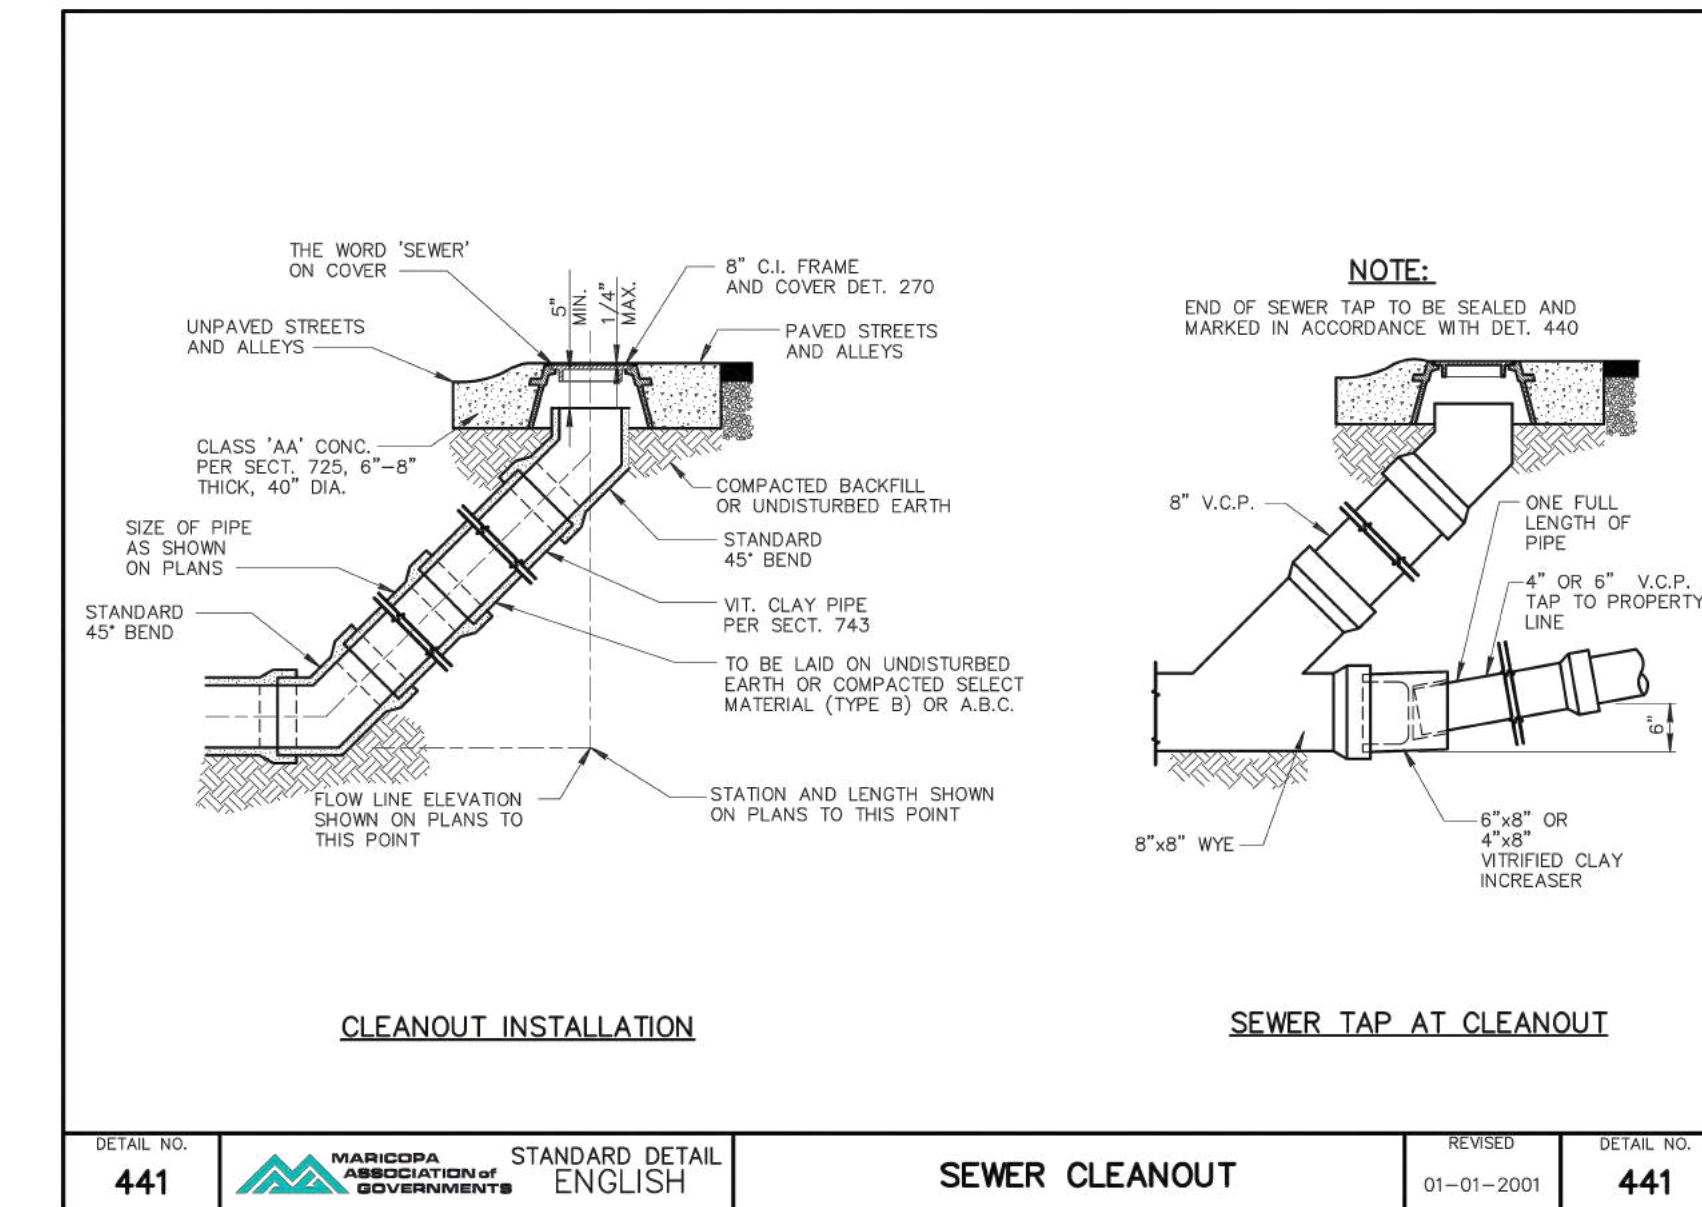 THE WORD 'SEWER'
ON COVER
5" MIN.
1/4" MAX.
8" C.I. FRAME
AND COVER DET. 270
UNPAVED STREETS
AND ALLEYS
PAVED STREETS
AND ALLEYS
CLASS 'AA' CONC.
PER SECT. 725, 6"-8"
THICK, 40" DIA.
COMPACTED BACKFILL
OR UNDISTURBED EARTH
SIZE OF PIPE
AS SHOWN
ON PLANS
STANDARD
45° BEND
STANDARD
45° BEND
VIT. CLAY PIPE
PER SECT. 743
TO BE LAID ON UNDISTURBED
EARTH OR COMPACTED SELECT
MATERIAL (TYPE B) OR A.B.C.
FLOW LINE ELEVATION
SHOWN ON PLANS TO
THIS POINT
STATION AND LENGTH SHOWN
ON PLANS TO THIS POINT
CLEANOUT INSTALLATION
NOTE:
END OF SEWER TAP TO BE SEALED AND
MARKED IN ACCORDANCE WITH DET. 440
8" V.C.P.
ONE FULL
LENGTH OF
PIPE
4" OR 6" V.C.P.
TAP TO PROPERTY
LINE
6"
8"x8" WYE
6"x8" OR
4"x8"
VITRIFIED CLAY
INCREASER
SEWER TAP AT CLEANOUT
DETAIL NO.
441
MARICOPA
ASSOCIATION of
GOVERNMENTS
STANDARD DETAIL
ENGLISH
SEWER CLEANOUT
REVISED
01-01-2001
DETAIL NO.
441